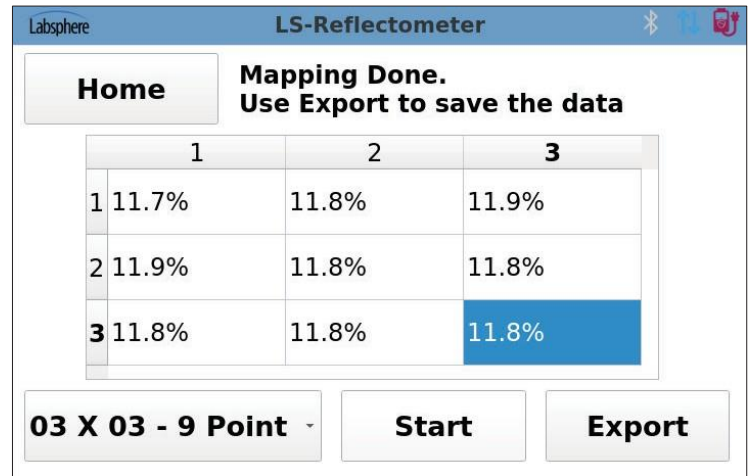 Labsphere LS-Reflectometer
Home
Mapping Done.
Use Export to save the data
1 2 3
1 11.7% 11.8% 11.9%
2 11.9% 11.8% 11.8%
3 11.8% 11.8% 11.8%
03 X 03 - 9 Point Start Export